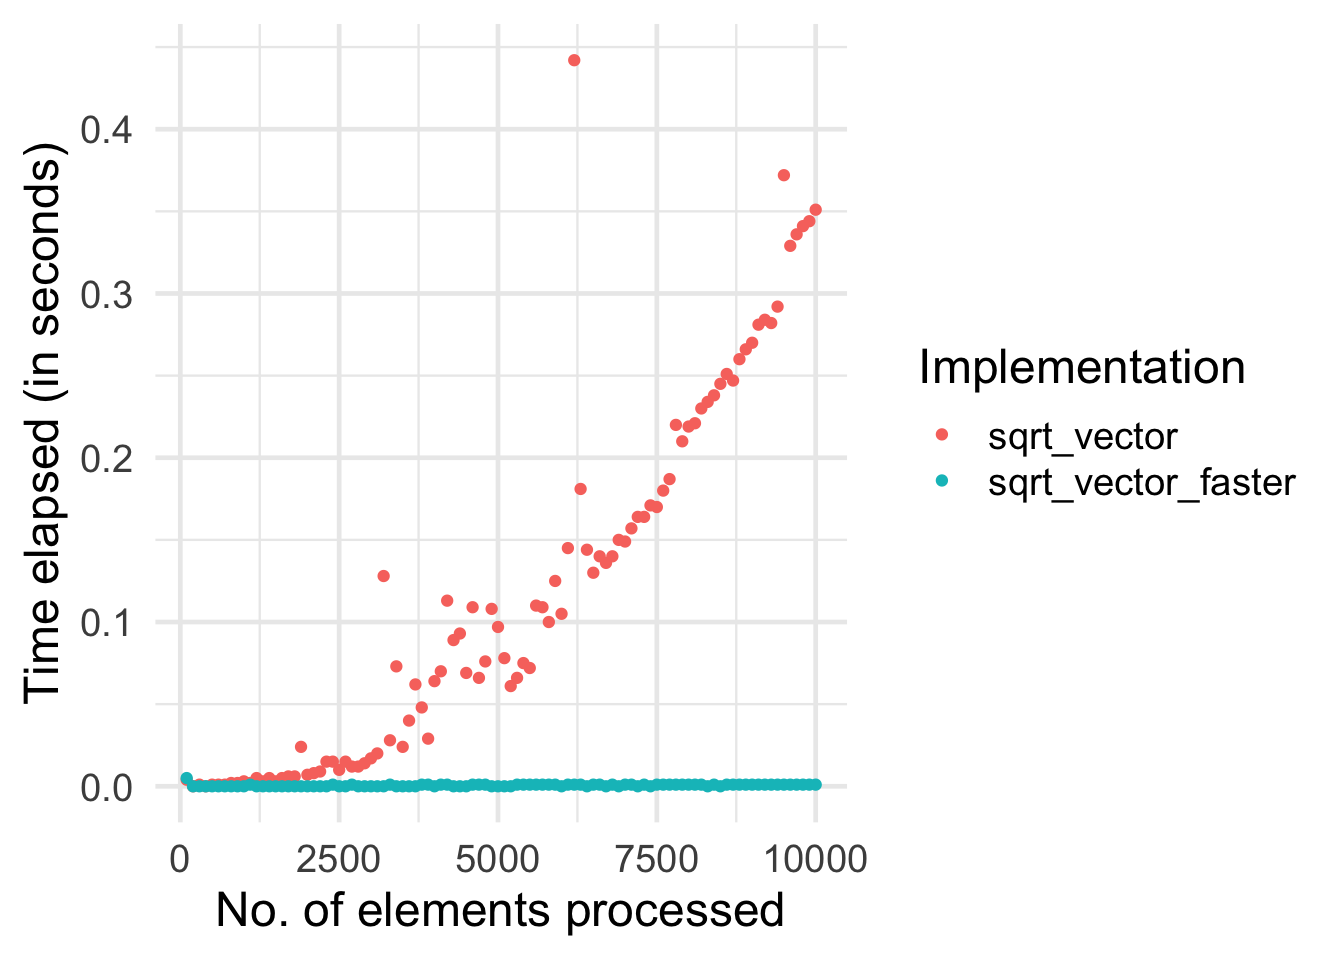 Time elapsed (in seconds)
0.4
0.3
0.2
0.1
0.0
0 2500 5000 7500 10000
No. of elements processed
Implementation
sqrt_vector
sqrt_vector_faster